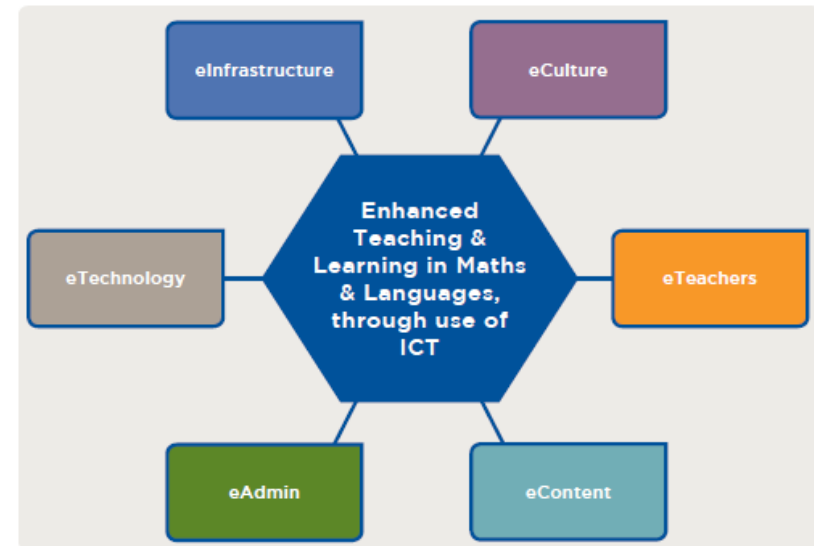 eInfrastructure
eCulture
Enhanced
Teaching &
Learning in Maths
& Languages,
through use of
ICT
eTechnology
eTeachers
eAdmin
eContent